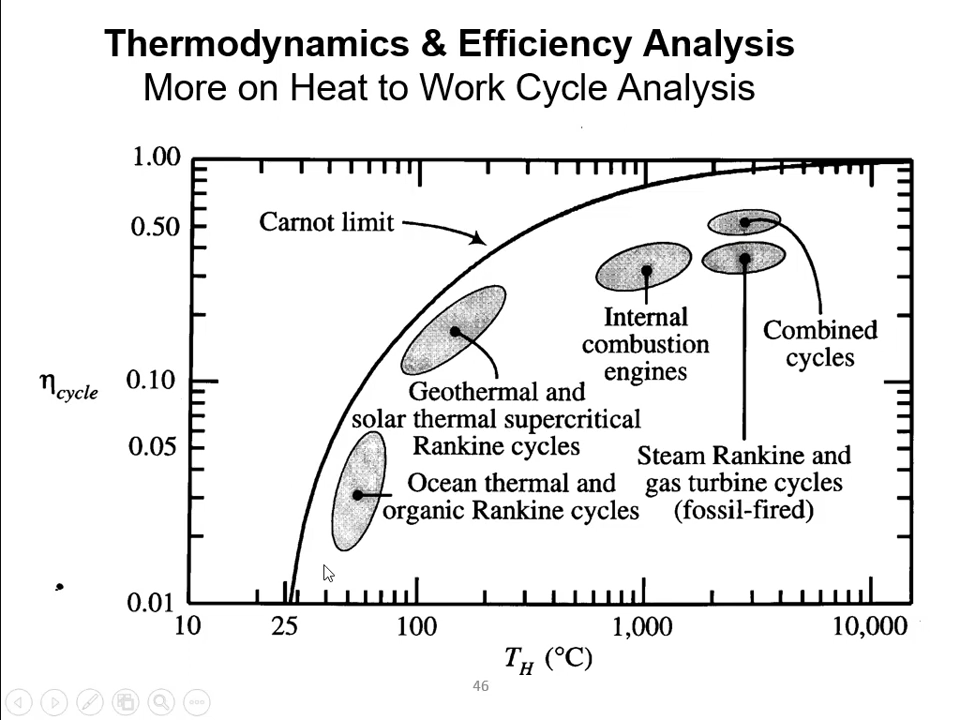 Thermodynamics & Efficiency Analysis
More on Heat to Work Cycle Analysis
1.00
0.50
0.10
0.05
0.01
ηcycle
Carnot limit
Internal
combustion
engines
Combined
cycles
Geothermal and
solar thermal supercritical
Rankine cycles
Steam Rankine and
gas turbine cycles
(fossil-fired)
Ocean thermal and
organic Rankine cycles
10
25
100
1,000
10,000
TH (°C)
46